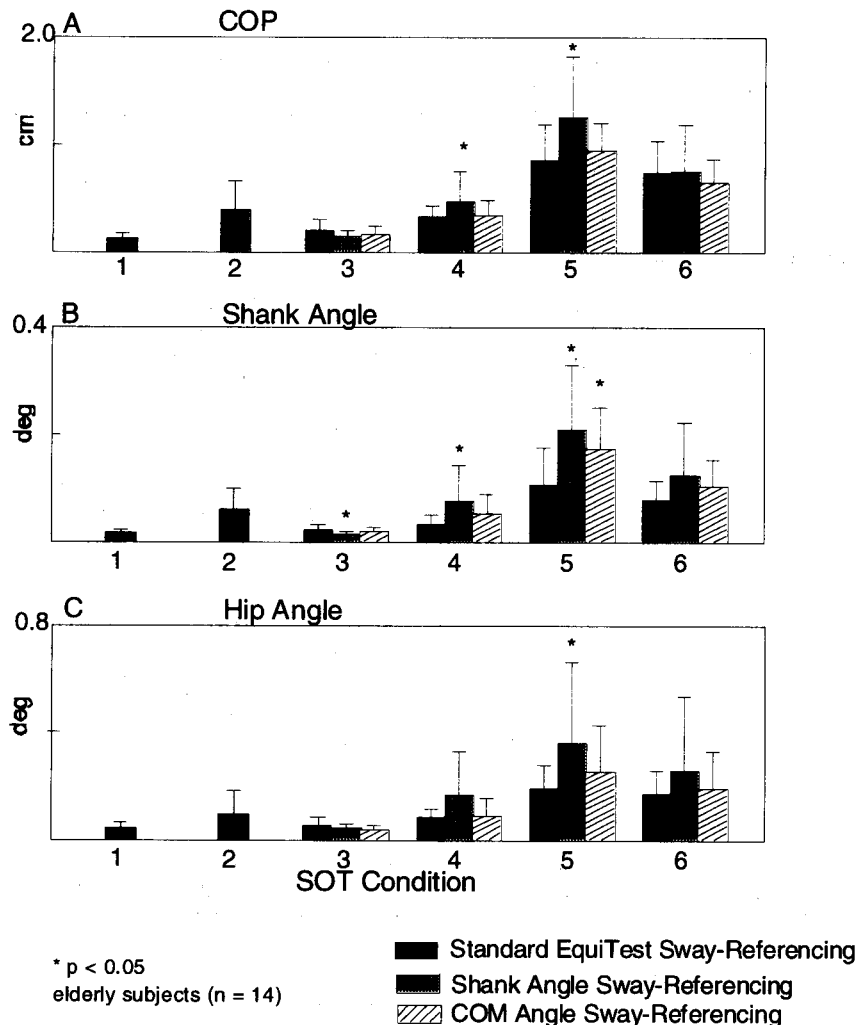 A COP
2.0
cm
1 2 3 4 5 6
* *
B Shank Angle
0.4
deg
* * * *
1 2 3 4 5 6
C Hip Angle
0.8
deg
*
1 2 3 4 5 6
SOT Condition
* p < 0.05
elderly subjects (n = 14)
Standard EquiTest Sway-Referencing
Shank Angle Sway-Referencing
COM Angle Sway-Referencing